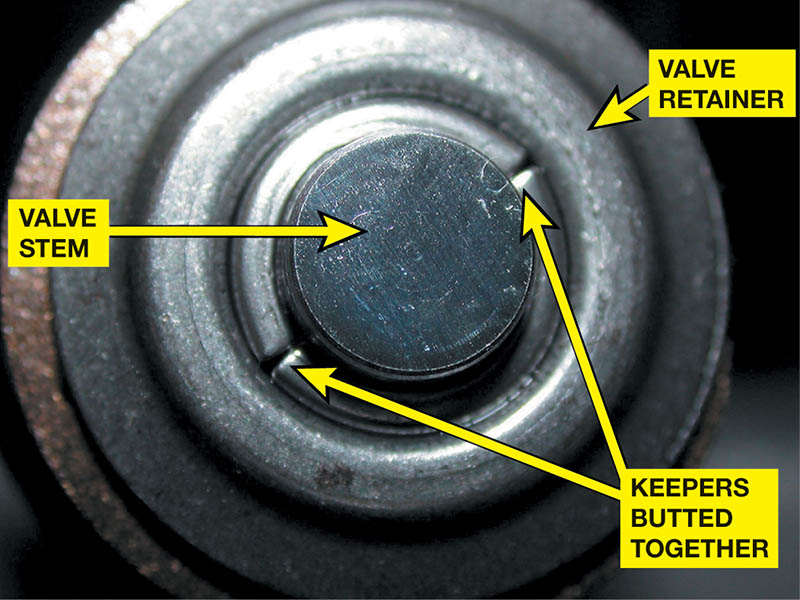 VALVE
RETAINER
VALVE
STEM
KEEPERS
BUTTED
TOGETHER